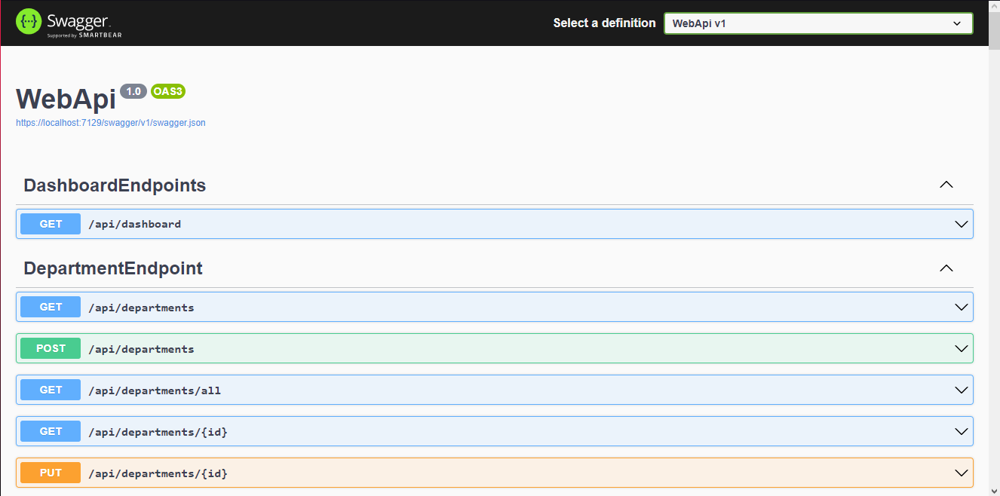 {···} Swagger
Supported by SMARTBEAR
Select a definition
WebApi v1
WebApi 1.0 OAS3
https://localhost:7129/swagger/v1/swagger.json
DashboardEndpoints
GET /api/dashboard
DepartmentEndpoint
GET /api/departments
POST /api/departments
GET /api/departments/all
GET /api/departments/{id}
PUT /api/departments/{id}